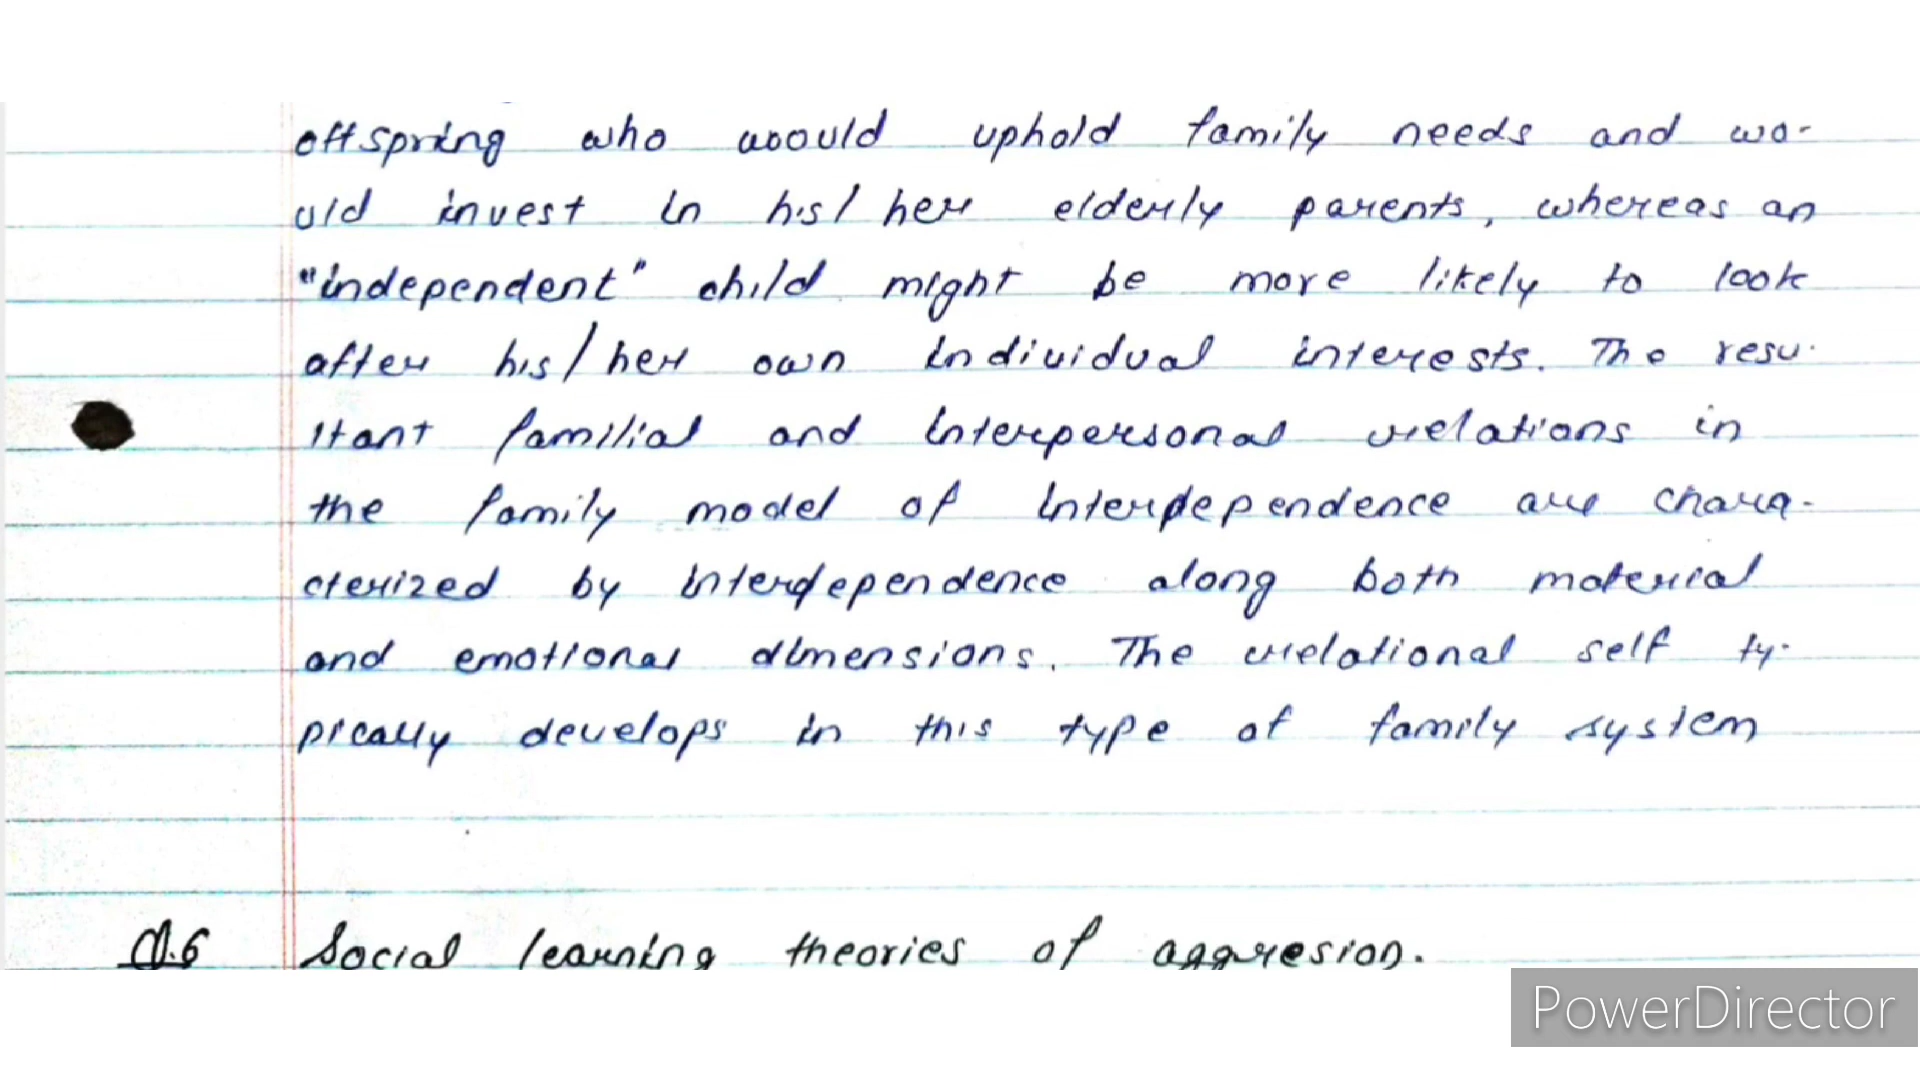 offspring who woould uphold family needs and wo-
uld invest in his/her elderly parents, whereas an
"independent" child might be more likely to look
after his/her own individual interests. The resu-
ltant familial and interpersonal relations in
the family model of interdependence are chara-
cterized by interdependence along both material
and emotional dimensions. The relational self ty-
pically develops in this type of family system
Q.6 Social learning theories of aggresion.
PowerDirector